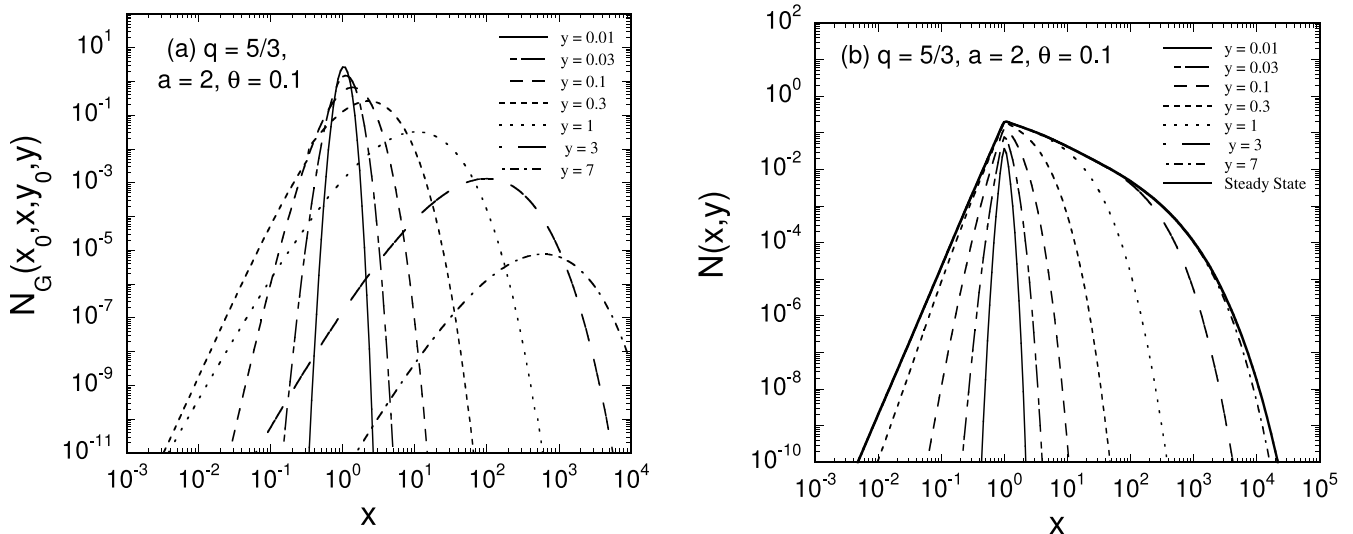 (a) q = 5/3,
a = 2, θ = 0.1
y = 0.01
y = 0.03
y = 0.1
y = 0.3
y = 1
y = 3
y = 7
N_G(x_0,x,y_0,y)
10^1
10^-1
10^-3
10^-5
10^-7
10^-9
10^-11
10^-3 10^-2 10^-1 10^0 10^1 10^2 10^3 10^4
x
(b) q = 5/3, a = 2, θ = 0.1
y = 0.01
y = 0.03
y = 0.1
y = 0.3
y = 1
y = 3
y = 7
Steady State
N(x,y)
10^2
10^0
10^-2
10^-4
10^-6
10^-8
10^-10
10^-3 10^-2 10^-1 10^0 10^1 10^2 10^3 10^4 10^5
x